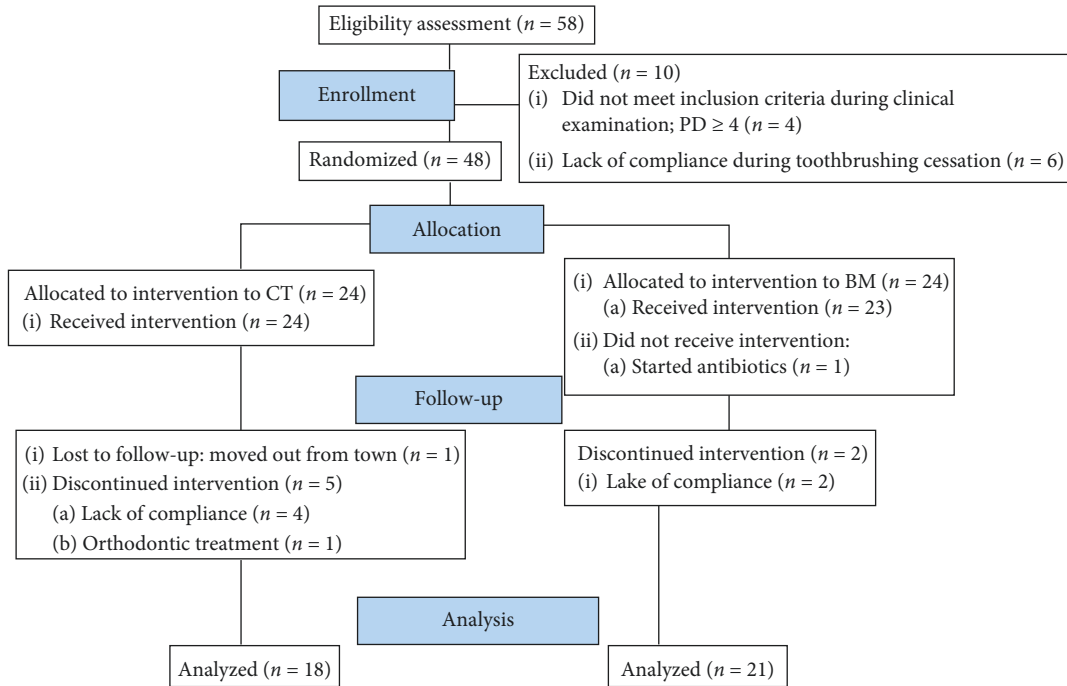 Eligibility assessment (n = 58)
Enrollment
Excluded (n = 10)
(i) Did not meet inclusion criteria during clinical
examination; PD ≥ 4 (n = 4)
(ii) Lack of compliance during toothbrushing cessation (n = 6)
Randomized (n = 48)
Allocation
Allocated to intervention to CT (n = 24)
(i) Received intervention (n = 24)
(i) Allocated to intervention to BM (n = 24)
(a) Received intervention (n = 23)
(ii) Did not receive intervention:
(a) Started antibiotics (n = 1)
Follow-up
(i) Lost to follow-up: moved out from town (n = 1)
(ii) Discontinued intervention (n = 5)
(a) Lack of compliance (n = 4)
(b) Orthodontic treatment (n = 1)
Discontinued intervention (n = 2)
(i) Lake of compliance (n = 2)
Analysis
Analyzed (n = 18)
Analyzed (n = 21)